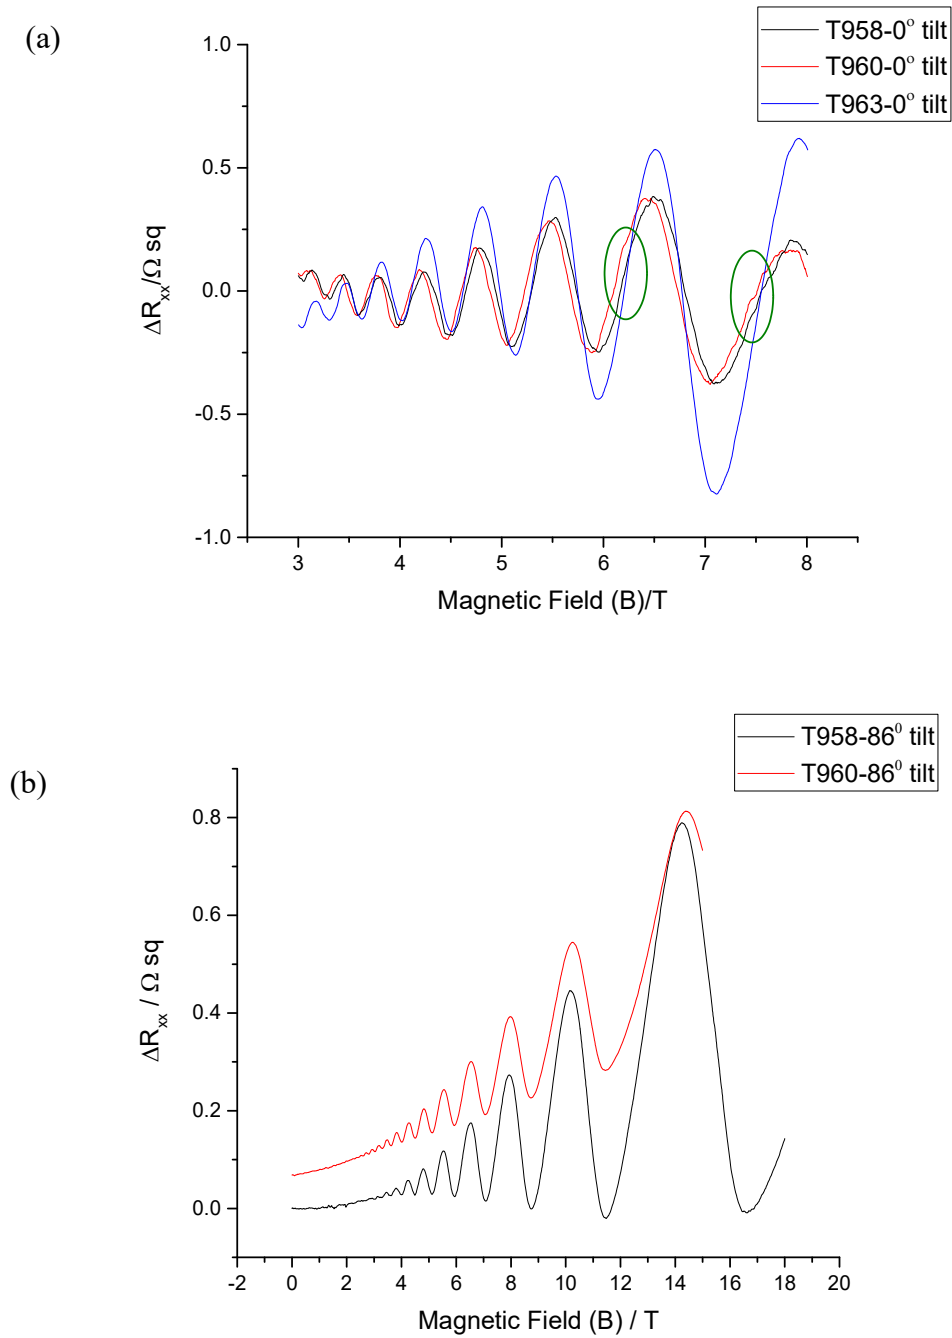 (a)
T958-0° tilt
T960-0° tilt
T963-0° tilt
1.0
0.5
0.0
-0.5
-1.0
ΔRxx/Ω sq
3 4 5 6 7 8
Magnetic Field (B)/T
(b)
T958-86⁰ tilt
T960-86⁰ tilt
0.8
0.6
0.4
0.2
0.0
ΔRxx / Ω sq
-2 0 2 4 6 8 10 12 14 16 18 20
Magnetic Field (B) / T